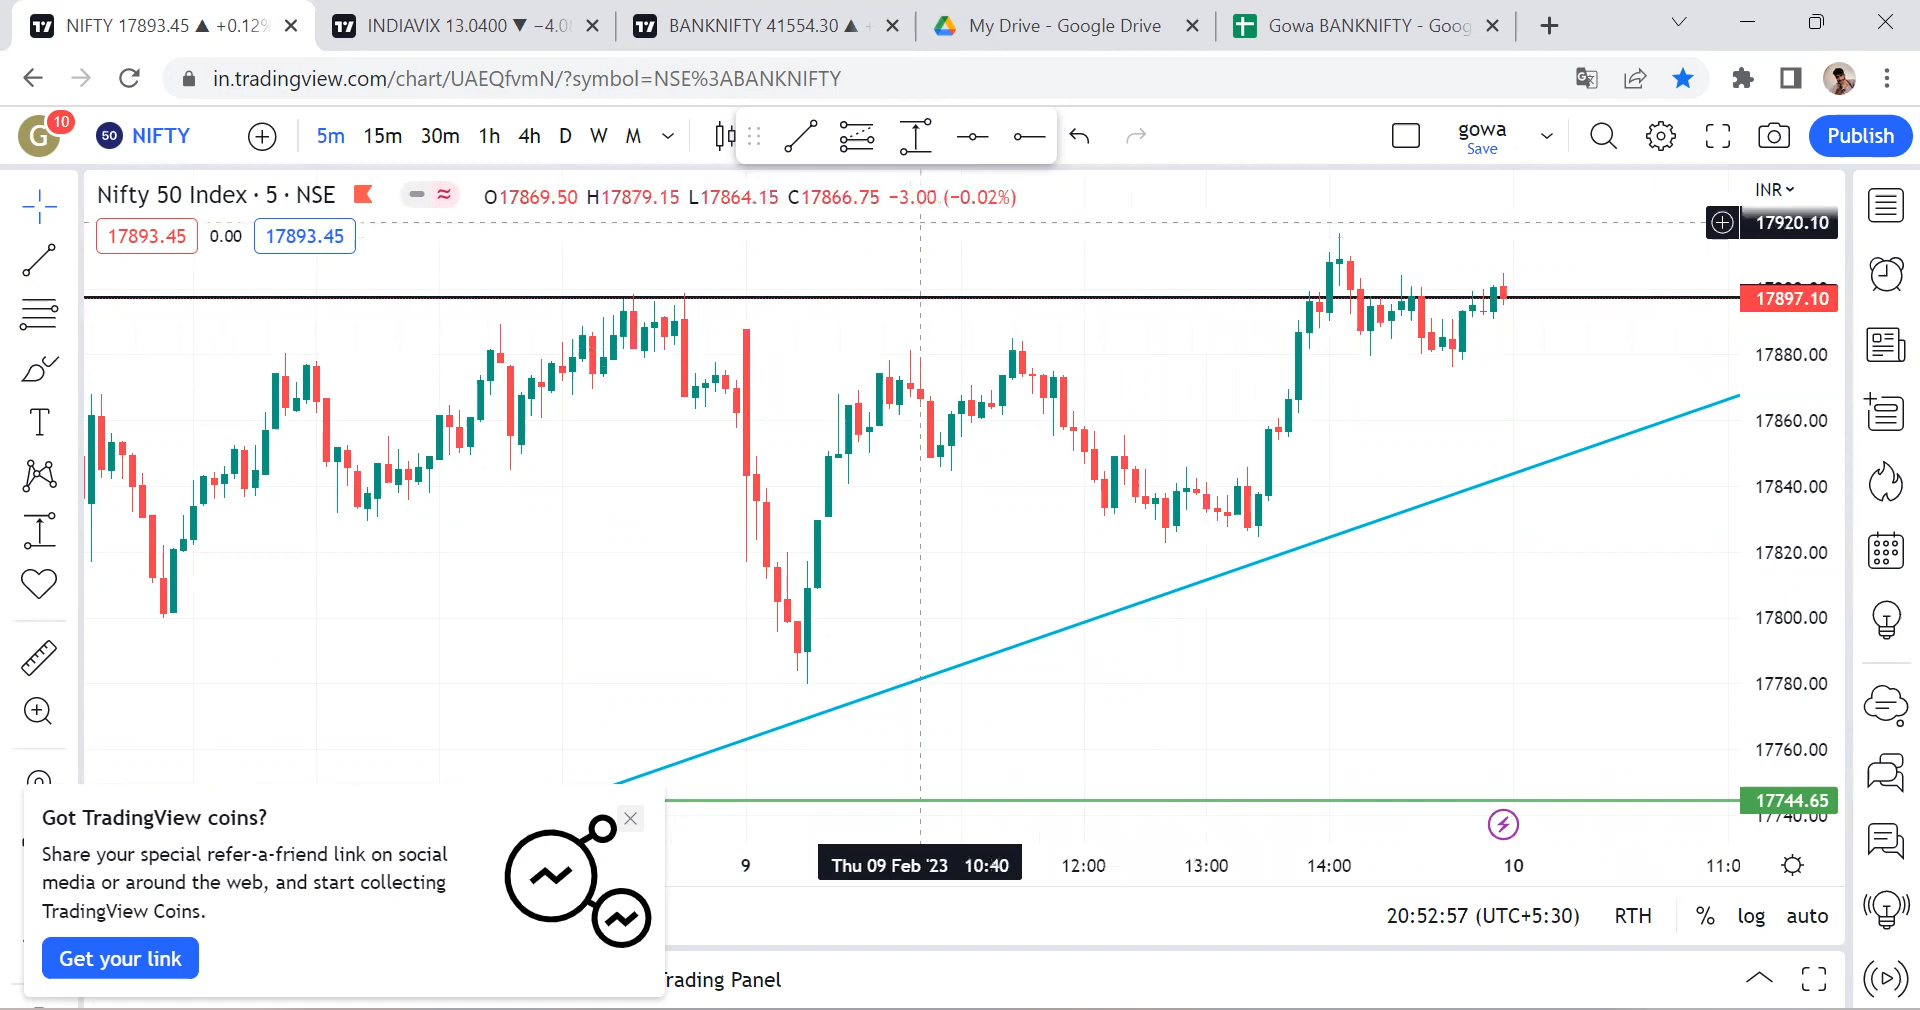 NIFTY 17893.45 ▲ +0.12%
INDIAVIX 13.0400 ▼ −4.0
BANKNIFTY 41554.30 ▲
My Drive - Google Drive
Gowa BANKNIFTY - Goog
in.tradingview.com/chart/UAEQfvmN/?symbol=NSE%3ABANKNIFTY
G 10
50 NIFTY
5m 15m 30m 1h 4h D W M
gowa
Save
Publish
Nifty 50 Index · 5 · NSE
O17869.50 H17879.15 L17864.15 C17866.75 −3.00 (−0.02%)
INR
17893.45 0.00 17893.45
17920.10
17897.10
17880.00
17860.00
17840.00
17820.00
17800.00
17780.00
17760.00
17744.65
17740.00
9 Thu 09 Feb '23 10:40 12:00 13:00 14:00 10 11:0
Got TradingView coins?
Share your special refer-a-friend link on social
media or around the web, and start collecting
TradingView Coins.
Get your link
20:52:57 (UTC+5:30) RTH % log auto
rading Panel